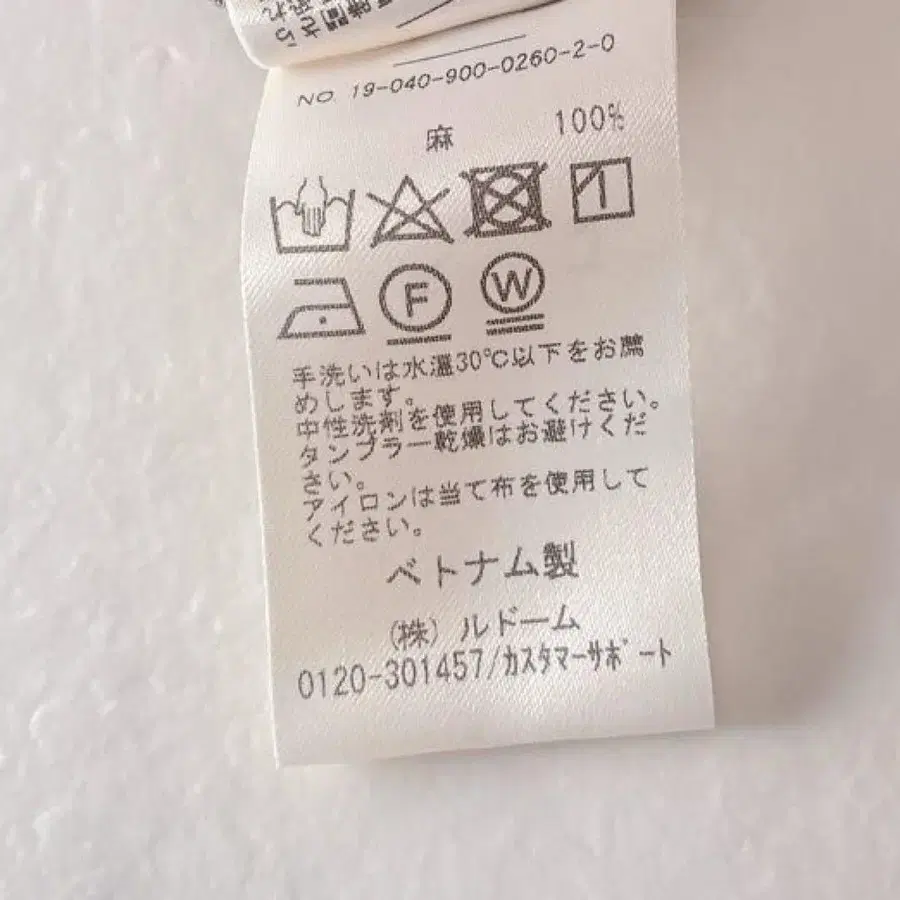 NO. 19-040-900-0260-2-0
麻 100%
F W
手洗いは水温30℃以下をお薦
めします。
中性洗剤を使用してください。
タンブラー乾燥はお避けくだ
さい。
アイロンは当て布を使用して
ください。
ベトナム製
(株) ルドーム
0120-301457/ｶｽﾀﾏｰｻﾎﾟｰﾄ